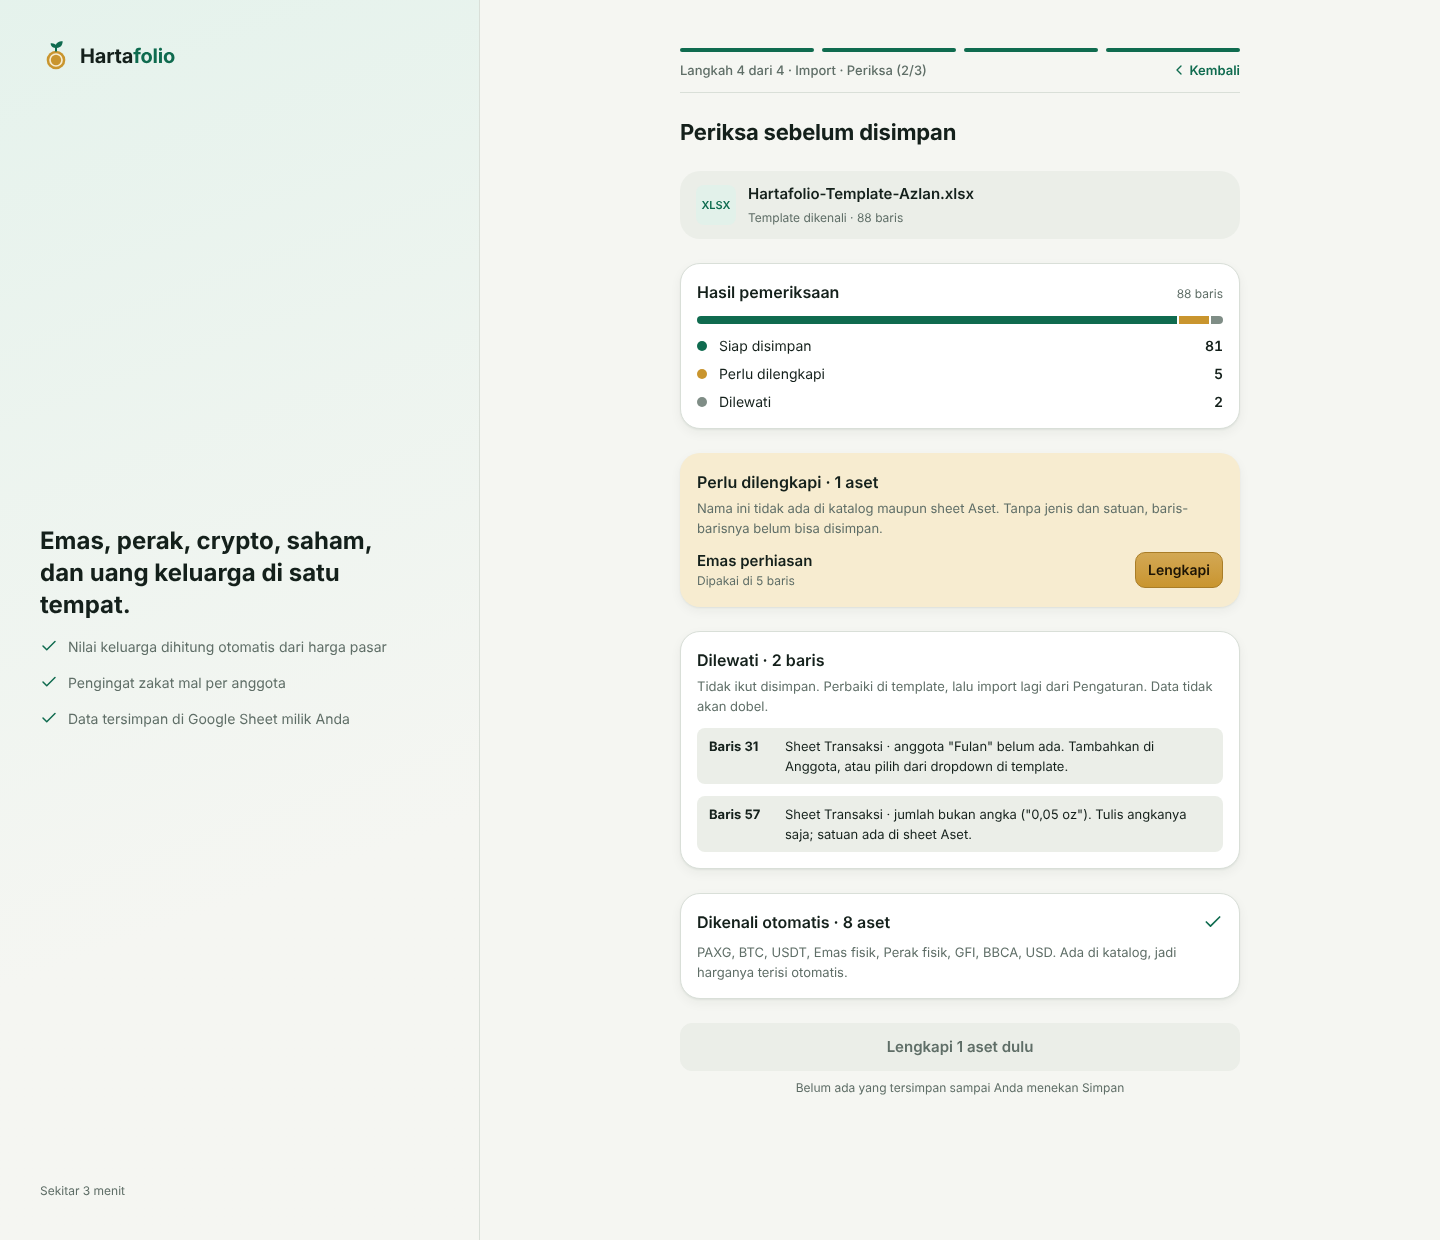 Hartafolio
Emas, perak, crypto, saham,
dan uang keluarga di satu
tempat.
Nilai keluarga dihitung otomatis dari harga pasar
Pengingat zakat mal per anggota
Data tersimpan di Google Sheet milik Anda
Sekitar 3 menit
Langkah 4 dari 4 · Import · Periksa (2/3)
Kembali
Periksa sebelum disimpan
XLSX
Hartafolio-Template-Azlan.xlsx
Template dikenali · 88 baris
Hasil pemeriksaan
88 baris
Siap disimpan
81
Perlu dilengkapi
5
Dilewati
2
Perlu dilengkapi · 1 aset
Nama ini tidak ada di katalog maupun sheet Aset. Tanpa jenis dan satuan, baris-
barisnya belum bisa disimpan.
Emas perhiasan
Dipakai di 5 baris
Lengkapi
Dilewati · 2 baris
Tidak ikut disimpan. Perbaiki di template, lalu import lagi dari Pengaturan. Data tidak
akan dobel.
Baris 31
Sheet Transaksi · anggota "Fulan" belum ada. Tambahkan di
Anggota, atau pilih dari dropdown di template.
Baris 57
Sheet Transaksi · jumlah bukan angka ("0,05 oz"). Tulis angkanya
saja; satuan ada di sheet Aset.
Dikenali otomatis · 8 aset
PAXG, BTC, USDT, Emas fisik, Perak fisik, GFI, BBCA, USD. Ada di katalog, jadi
harganya terisi otomatis.
Lengkapi 1 aset dulu
Belum ada yang tersimpan sampai Anda menekan Simpan